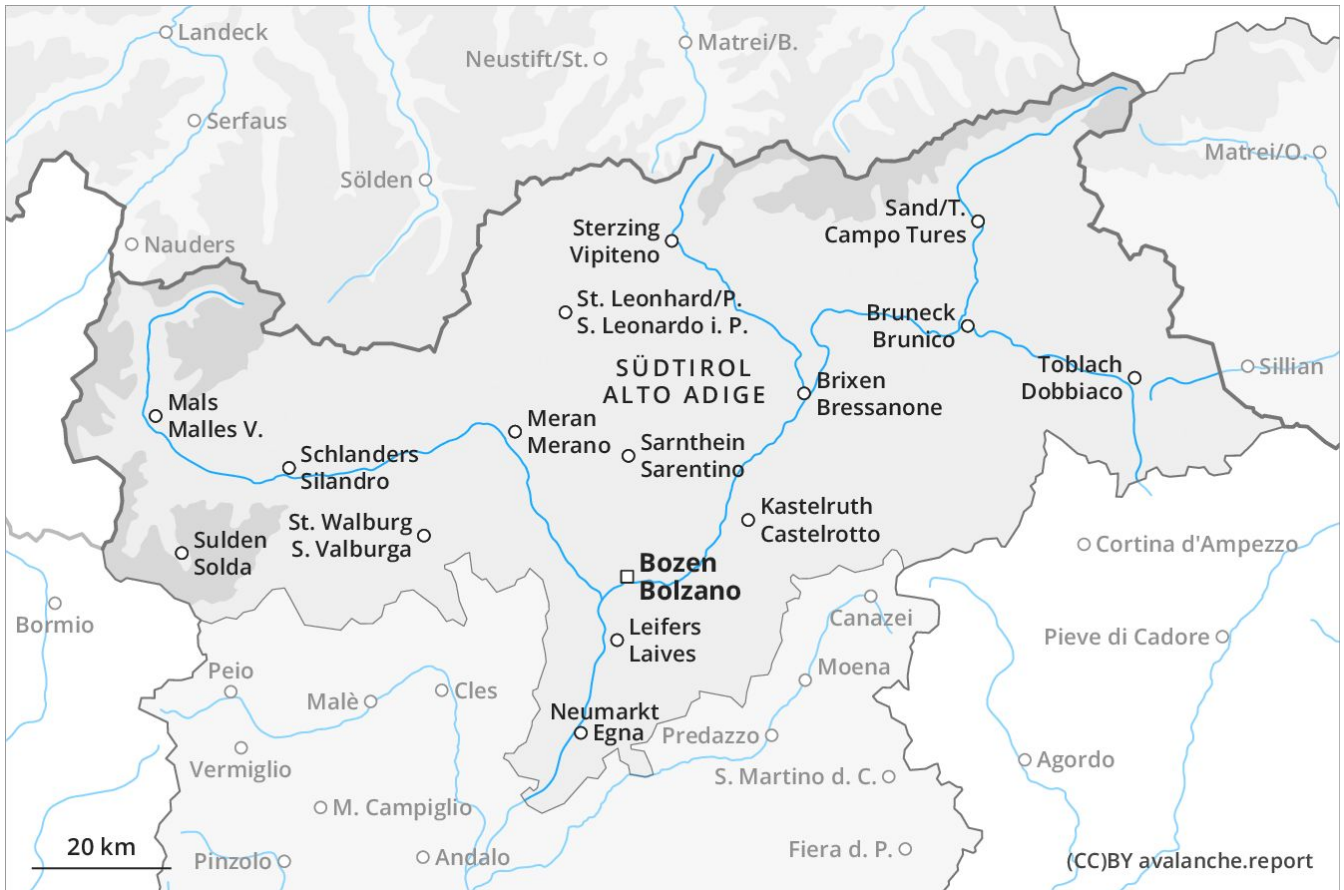 Landeck
Neustift/St.
Matrei/B.
Serfaus
Sölden
Matrei/O.
Nauders
Sterzing
Vipiteno
Sand/T.
Campo Tures
St. Leonhard/P.
S. Leonardo i. P.
Bruneck
Brunico
SÜDTIROL
ALTO ADIGE
Toblach
Dobbiaco
Sillian
Brixen
Bressanone
Mals
Malles V.
Meran
Merano
Sarnthein
Sarentino
Schlanders
Silandro
Kastelruth
Castelrotto
St. Walburg
S. Valburga
Sulden
Solda
Cortina d'Ampezzo
Bozen
Bolzano
Bormio
Canazei
Leifers
Laives
Pieve di Cadore
Peio
Moena
Malè
Cles
Neumarkt
Egna
Predazzo
Vermiglio
Agordo
S. Martino d. C.
M. Campiglio
20 km
Pinzolo
Andalo
Fiera d. P.
(CC)BY avalanche.report